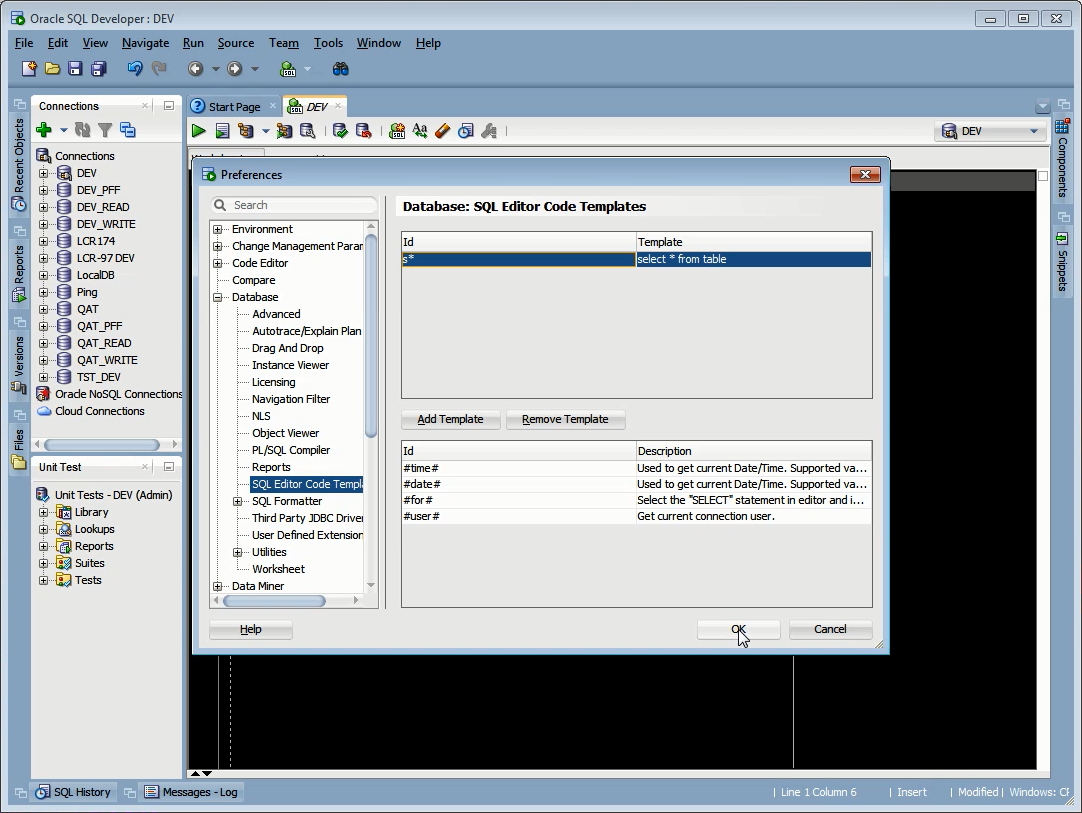 Oracle SQL Developer : DEV
File Edit View Navigate Run Source Team Tools Window Help
Recent Objects
Reports
Versions
Files
Connections
Connections
DEV
DEV_PFF
DEV_READ
DEV_WRITE
LCR174
LCR-97 DEV
LocalDB
Ping
QAT
QAT_PFF
QAT_READ
QAT_WRITE
TST_DEV
Oracle NoSQL Connections
Cloud Connections
Unit Test
Unit Tests - DEV (Admin)
Library
Lookups
Reports
Suites
Tests
Start Page
DEV
DEV
Components
Snippets
Preferences
Search
Environment
Change Management Param
Code Editor
Compare
Database
Advanced
Autotrace/Explain Plan
Drag And Drop
Instance Viewer
Licensing
Navigation Filter
NLS
Object Viewer
PL/SQL Compiler
Reports
SQL Editor Code Templa
SQL Formatter
Third Party JDBC Driver
User Defined Extension
Utilities
Worksheet
Data Miner
Database: SQL Editor Code Templates
Id Template
s* select * from table
Add Template Remove Template
Id Description
#time# Used to get current Date/Time. Supported va...
#date# Used to get current Date/Time. Supported va...
#for# Select the "SELECT" statement in editor and i...
#user# Get current connection user.
Help OK Cancel
SQL History Messages - Log
Line 1 Column 6 Insert Modified Windows: CF